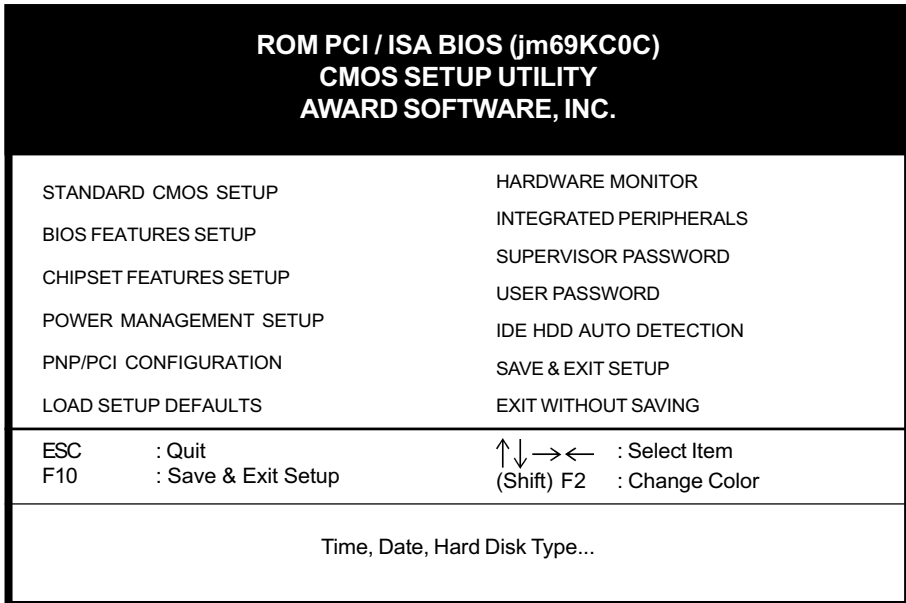 ROM PCI / ISA BIOS (jm69KC0C)
CMOS SETUP UTILITY
AWARD SOFTWARE, INC.
STANDARD CMOS SETUP
BIOS FEATURES SETUP
CHIPSET FEATURES SETUP
POWER MANAGEMENT SETUP
PNP/PCI CONFIGURATION
LOAD SETUP DEFAULTS
HARDWARE MONITOR
INTEGRATED PERIPHERALS
SUPERVISOR PASSWORD
USER PASSWORD
IDE HDD AUTO DETECTION
SAVE & EXIT SETUP
EXIT WITHOUT SAVING
ESC : Quit
F10 : Save & Exit Setup
↑↓→← : Select Item
(Shift) F2 : Change Color
Time, Date, Hard Disk Type...